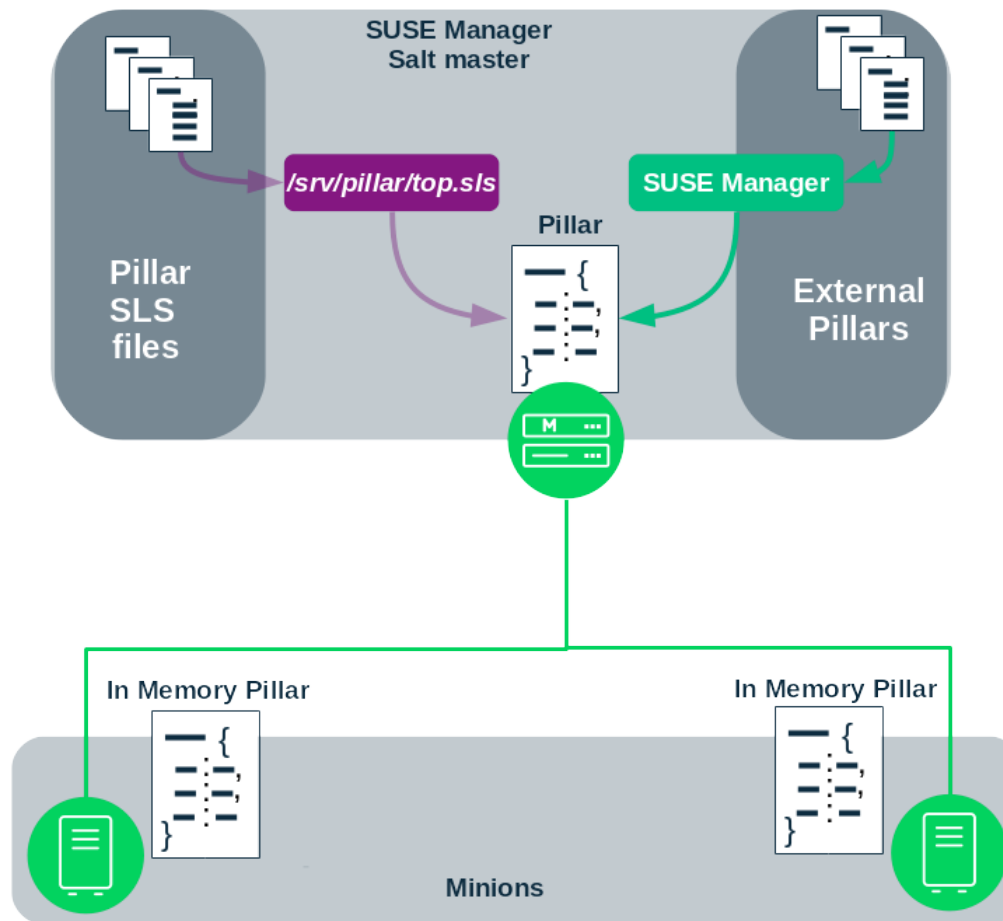 SUSE Manager
Salt master
/srv/pillar/top.sls
SUSE Manager
Pillar
{
:
,
:
,
:
}
Pillar
SLS
files
External
Pillars
M
In Memory Pillar
{
:
,
:
,
:
}
In Memory Pillar
{
:
,
:
,
:
}
Minions